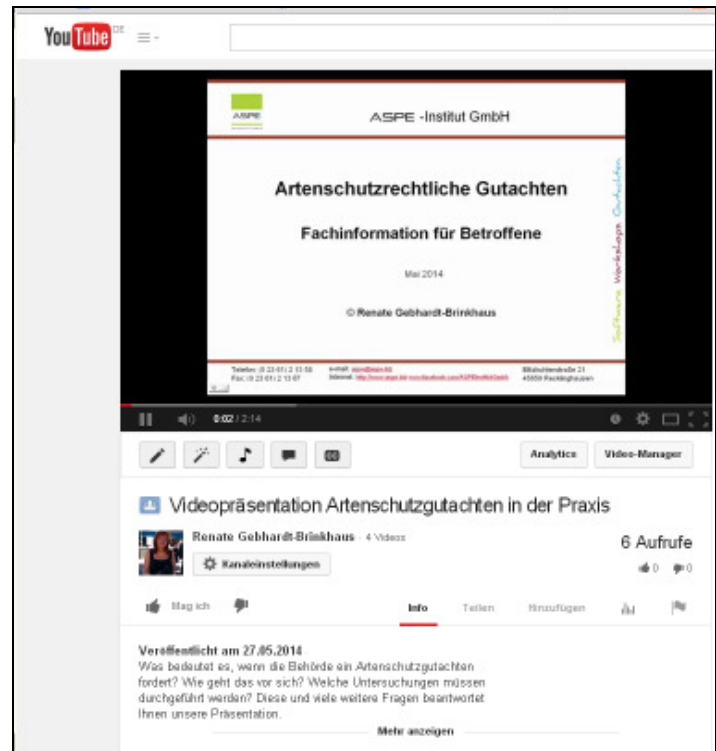 YouTube DE
ASPE
ASPE -Institut GmbH
Artenschutzrechtliche Gutachten
Fachinformation für Betroffene
Mai 2014
© Renate Gebhardt-Brinkhaus
Software Workshops Gutachten
Telefon: (0 23 61) 2 13 58
Fax: (0 23 61) 2 13 67
e-mail:
Internet:
45659 Recklinghausen
0:02 / 2:14
Analytics Video-Manager
Videopräsentation Artenschutzgutachten in der Praxis
Renate Gebhardt-Brinkhaus · 4 Videos
Kanaleinstellungen
6 Aufrufe
0 0
Mag ich
Info Teilen Hinzufügen
Veröffentlicht am 27.05.2014
Was bedeutet es, wenn die Behörde ein Artenschutzgutachten
fordert? Wie geht das vor sich? Welche Untersuchungen müssen
durchgeführt werden? Diese und viele weitere Fragen beantwortet
Ihnen unsere Präsentation.
Mehr anzeigen